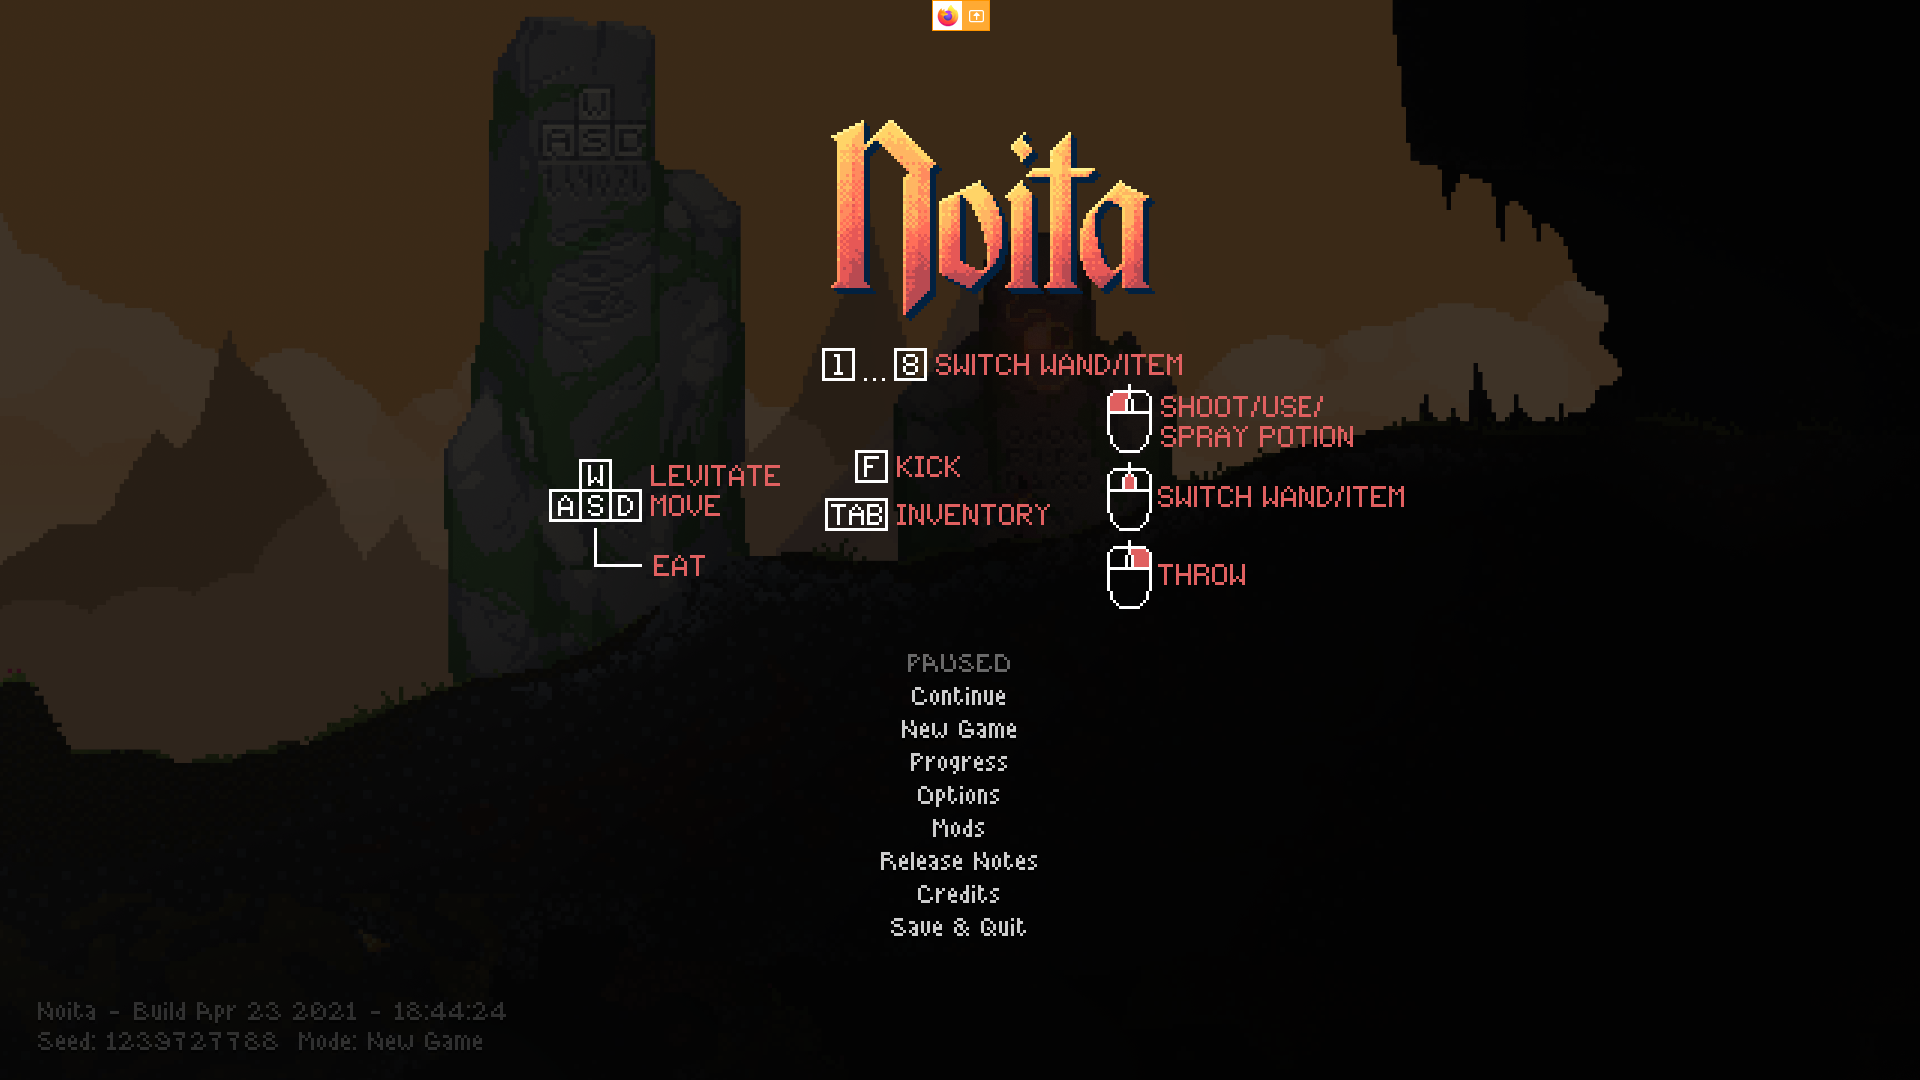 W
ASC
Noita
1 ... 8 SWITCH WAND/ITEM
SHOOT/USE/
SPRAY POTION
W LEVITATE
A S D MOVE
EAT
F KICK
TAB INVENTORY
SWITCH WAND/ITEM
THROW
PAUSED
Continue
New Game
Progress
Options
Mods
Release Notes
Credits
Save & Quit
Noita - Build Apr 23 2021 - 18:44:24
Seed: 1239727788 Mode: New Game